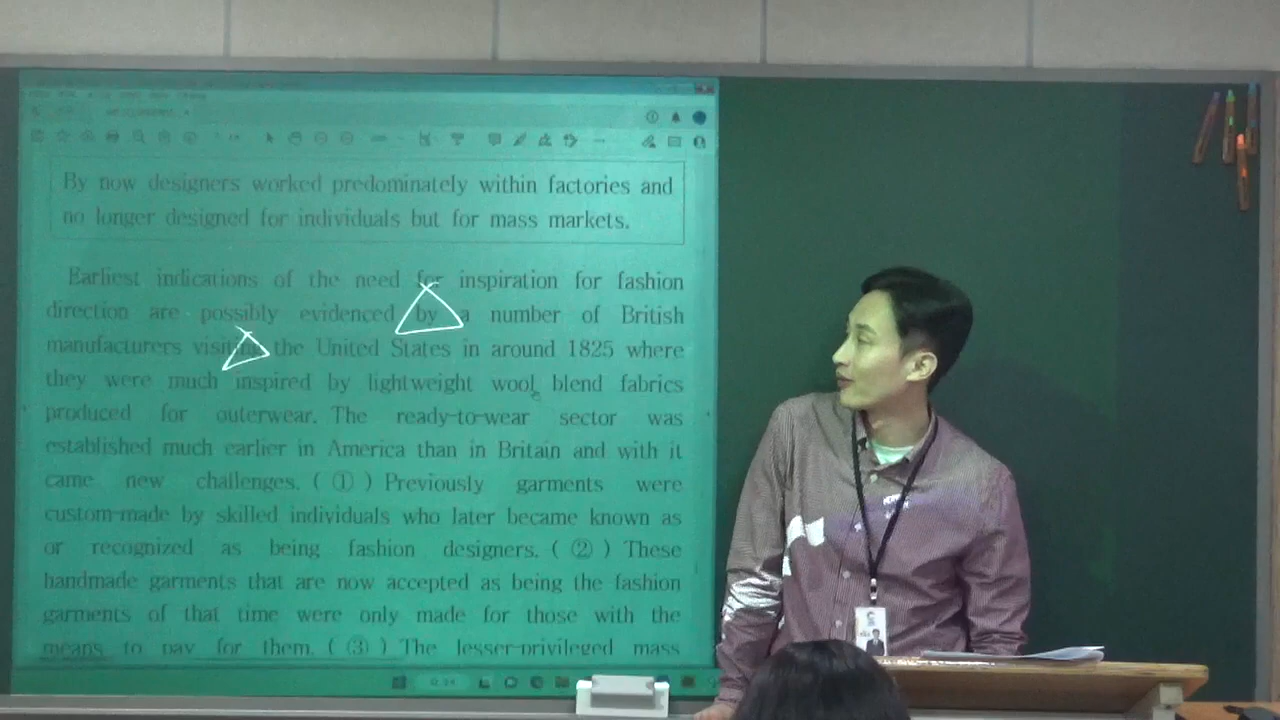 By now designers worked predominately within factories and
no longer designed for individuals but for mass markets.
Earliest indications of the need for inspiration for fashion
direction are possibly evidenced by a number of British
manufacturers visiting the United States in around 1825 where
they were much inspired by lightweight wool blend fabrics
produced for outerwear. The ready-to-wear sector was
established much earlier in America than in Britain and with it
came new challenges. ( ① ) Previously garments were
custom-made by skilled individuals who later became known as
or recognized as being fashion designers. ( ② ) These
handmade garments that are now accepted as being the fashion
garments of that time were only made for those with the
means to pay for them. ( ③ ) The lesser-privileged mass